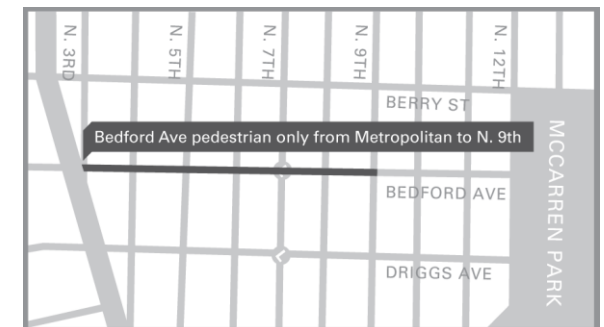 N. 3RD
N. 5TH
N. 7TH
N. 9TH
N. 12TH
BERRY ST
Bedford Ave pedestrian only from Metropolitan to N. 9th
BEDFORD AVE
MCCARREN PARK
DRIGGS AVE